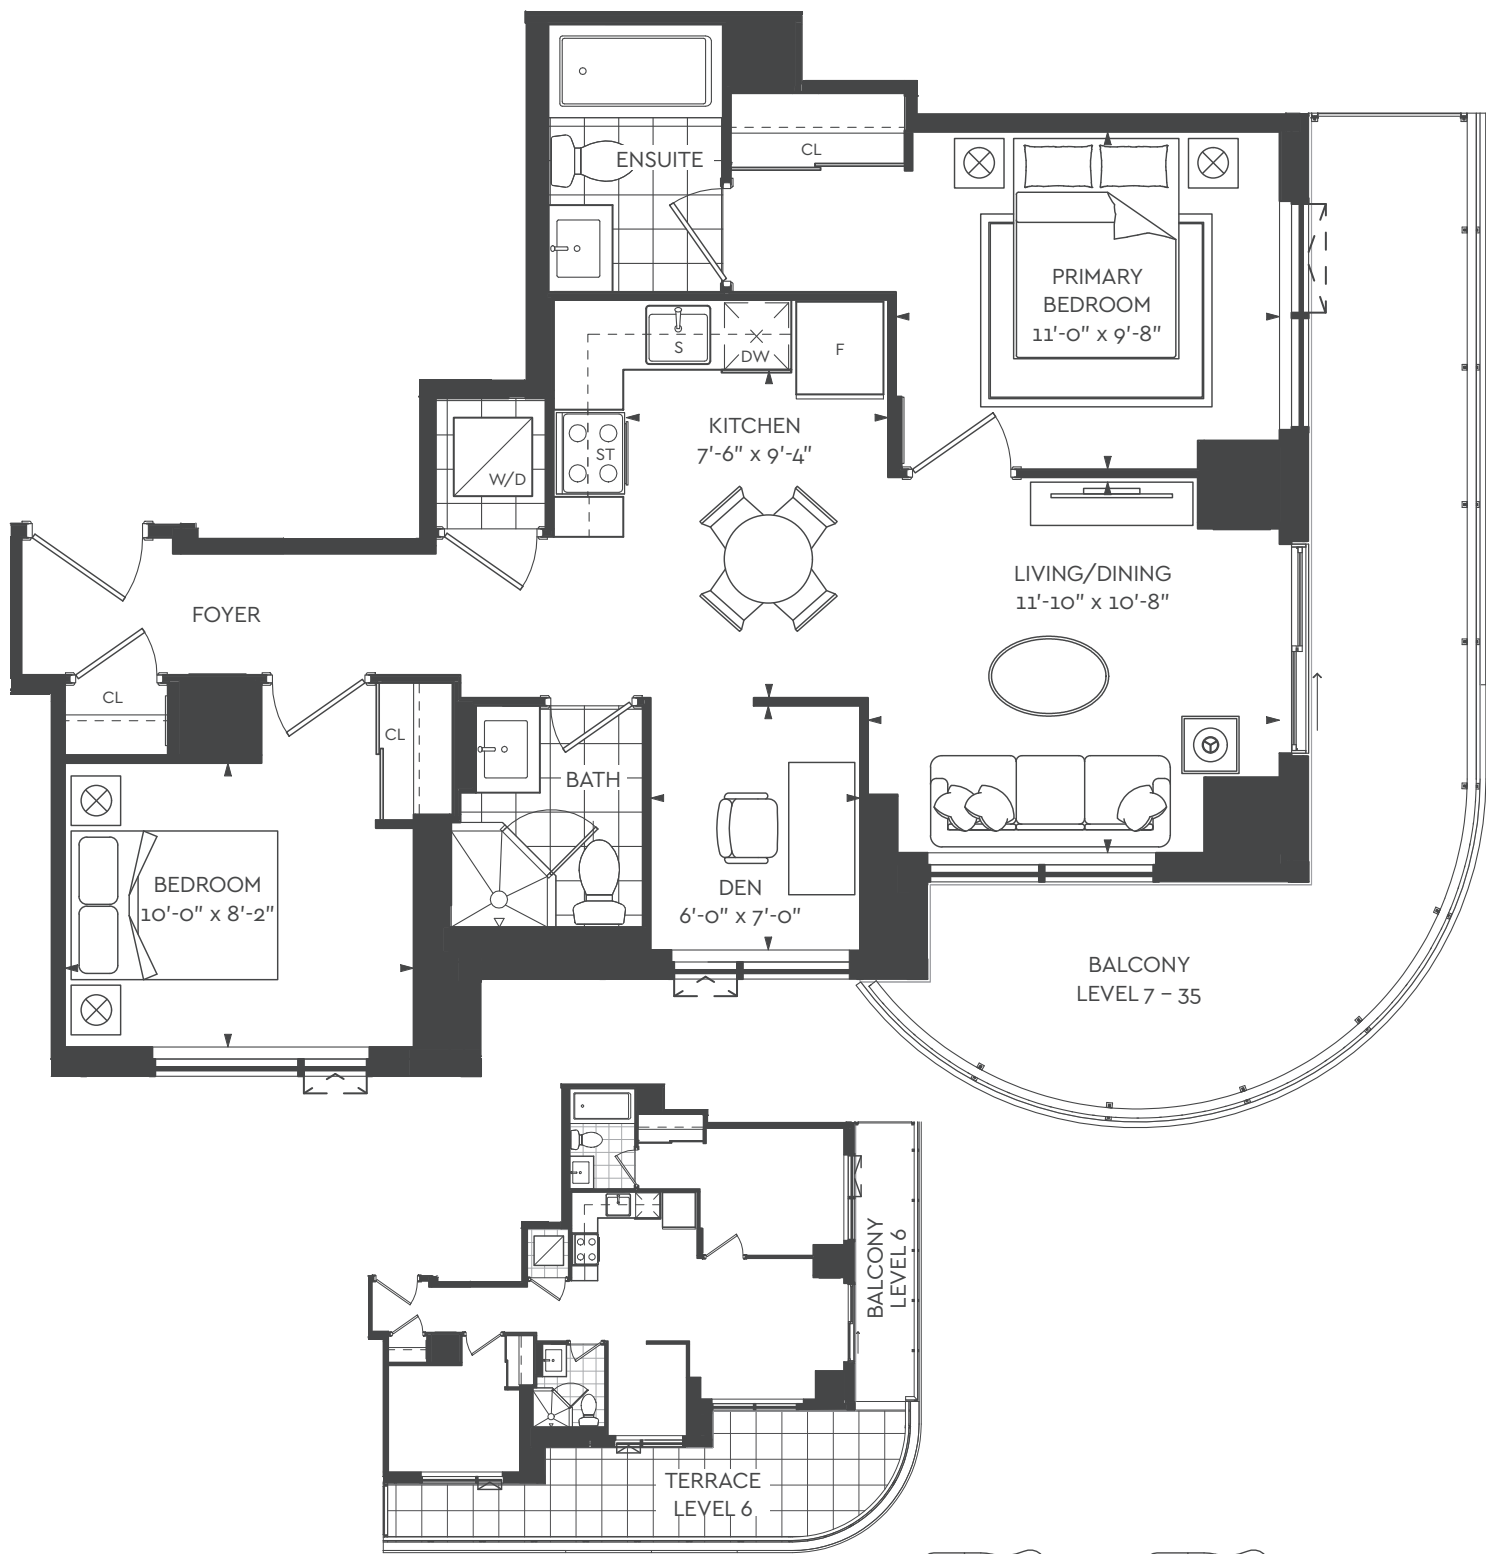 ENSUITE
CL
PRIMARY
BEDROOM
11'-0" x 9'-8"
S
DW
F
KITCHEN
7'-6" x 9'-4"
ST
W/D
LIVING/DINING
11'-10" x 10'-8"
FOYER
CL
CL
BATH
BEDROOM
10'-0" x 8'-2"
DEN
6'-0" x 7'-0"
BALCONY
LEVEL 7 – 35
BALCONY
LEVEL 6
TERRACE
LEVEL 6